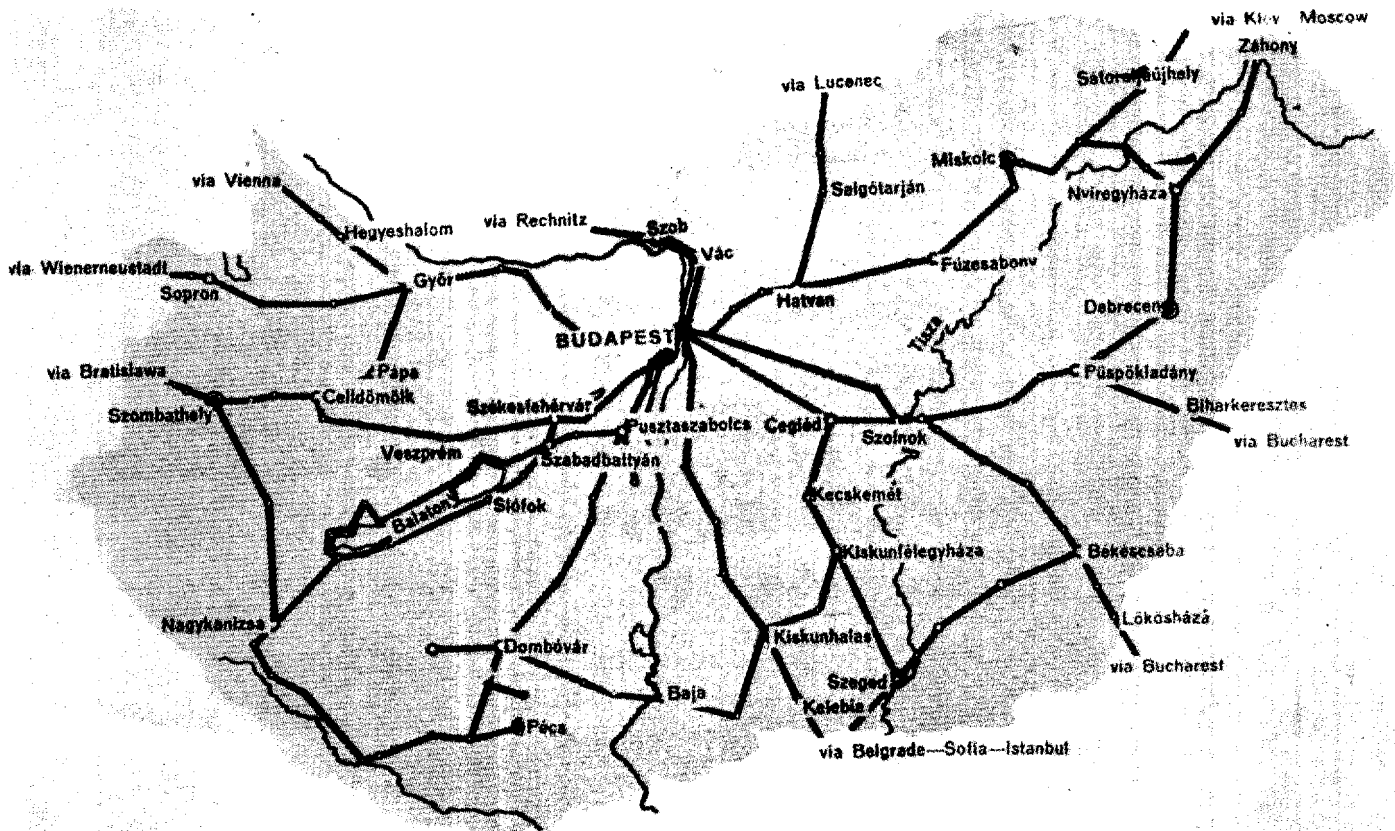 via Kiev Moscow
Záhony
Sátoraljaújhely
via Lucenec
Miskolc
Salgótarján
Nyiregyháza
via Vienna
Hegyeshalom
via Rechnitz
Szob
Vác
via Wienerneustadt
Sopron
Győr
Füzesabony
Hatvan
Debrecen
Tisza
BUDAPEST
via Bratislawa
Pápa
Püspökladány
Szombathely
Celldömölk
Székesfehérvár
Biharkeresztes
Pusztaszabolcs
Cegléd
Szolnok
via Bucharest
Veszprém
Szabadbattyán
Balaton
Siófok
Kecskemét
Kiskunfélegyháza
Békéscsaba
Nagykanizsa
Dombóvár
Kiskunhalas
Lőkösháza
via Bucharest
Szeged
Baja
Kelebia
Pécs
via Belgrade—Sofia—Istanbul